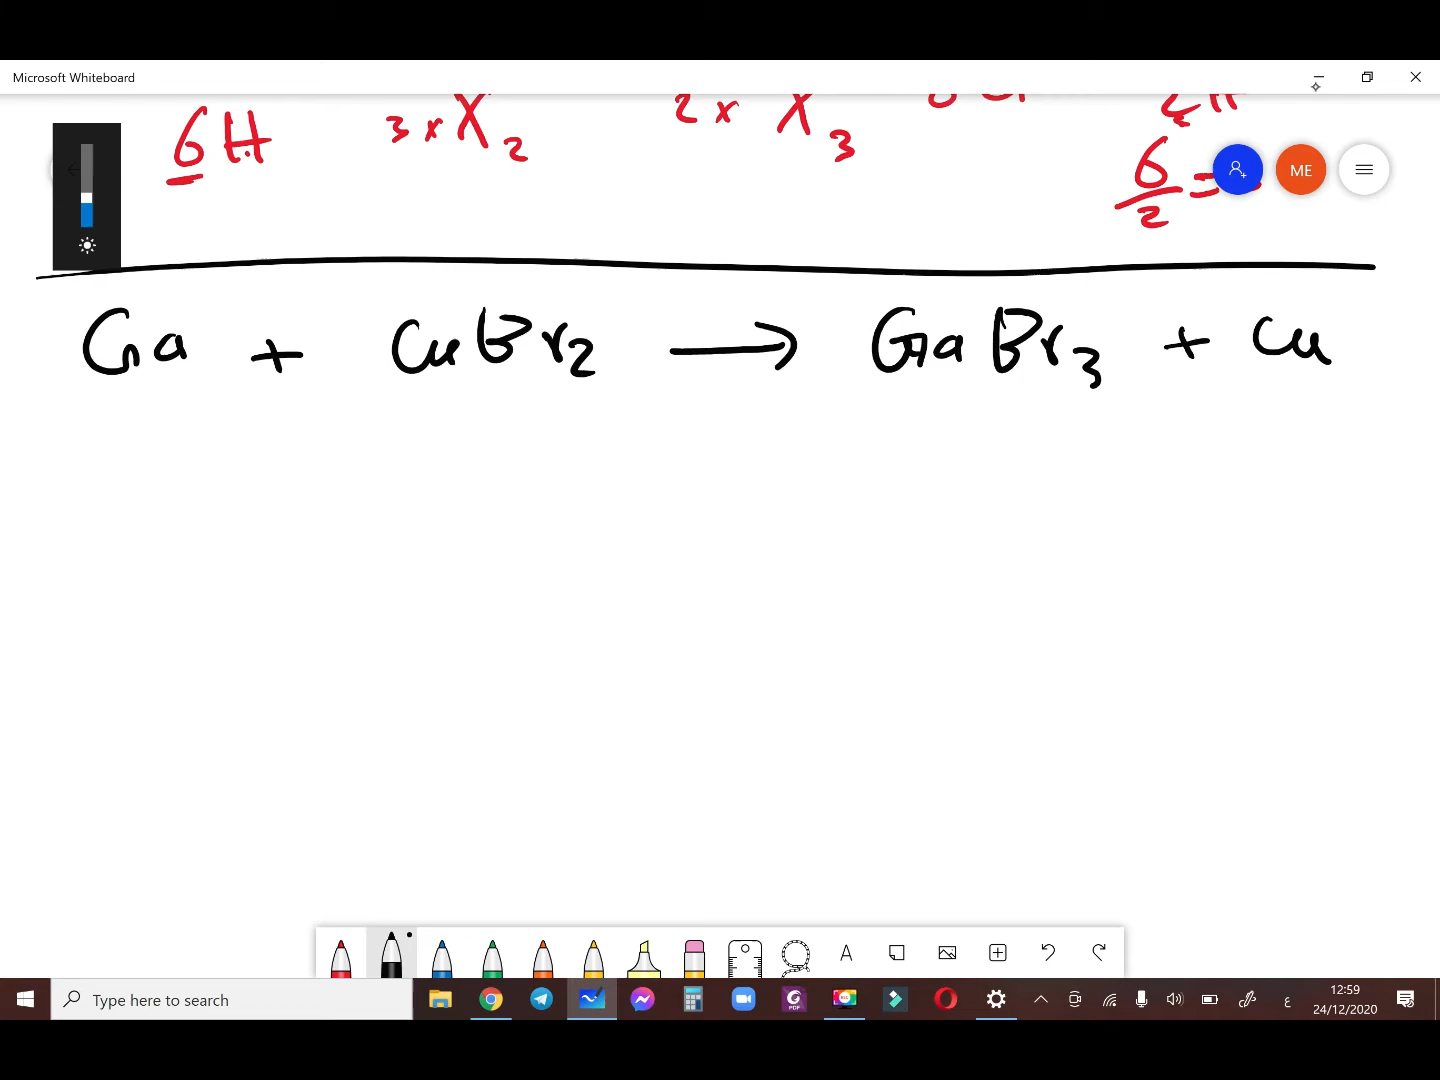 Microsoft Whiteboard
6H 3 x X2 2 x X3
6/2 =
ME
Ga + CuBr2 → GaBr3 + Cu
A
Type here to search
ع
12:59
24/12/2020